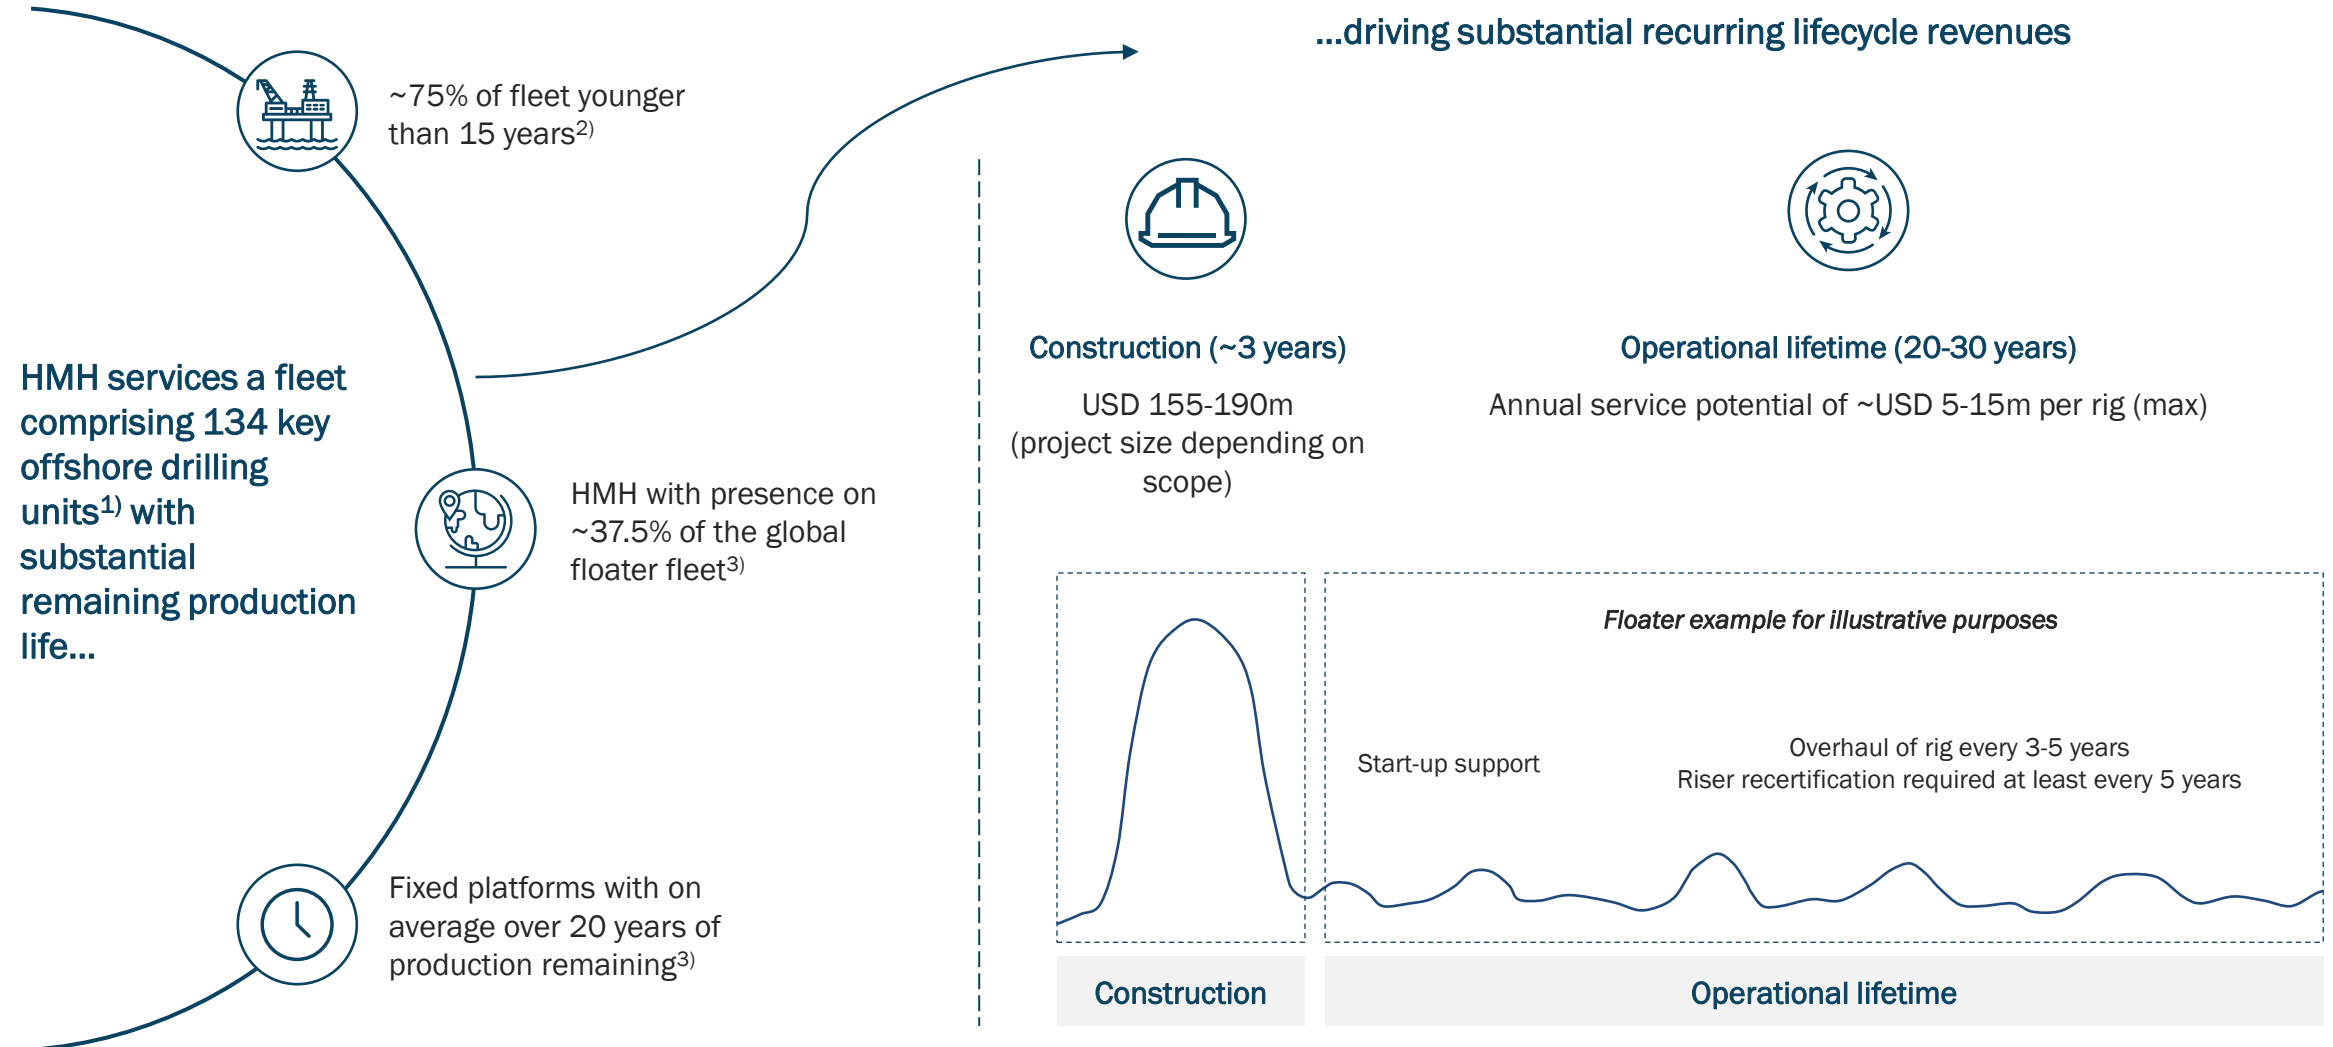 HMH services a fleet
comprising 134 key
offshore drilling
units1) with
substantial
remaining production
life...
~75% of fleet younger
than 15 years2)
HMH with presence on
~37.5% of the global
floater fleet3)
Fixed platforms with on
average over 20 years of
production remaining3)
...driving substantial recurring lifecycle revenues
Construction (~3 years)
USD 155-190m
(project size depending on
scope)
Operational lifetime (20-30 years)
Annual service potential of ~USD 5-15m per rig (max)
Floater example for illustrative purposes
Start-up support
Overhaul of rig every 3-5 years
Riser recertification required at least every 5 years
Construction
Operational lifetime